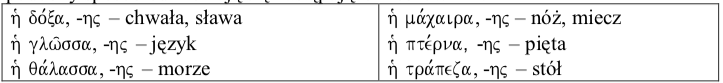 ἡ δόξα, -ης – chwała, sława
ἡ γλῶσσα, -ης – język
ἡ θάλασσα, -ης – morze
ἡ μάχαιρα, -ης – nóż, miecz
ἡ πτέρνα, -ης – pięta
ἡ τράπεζα, -ης – stół